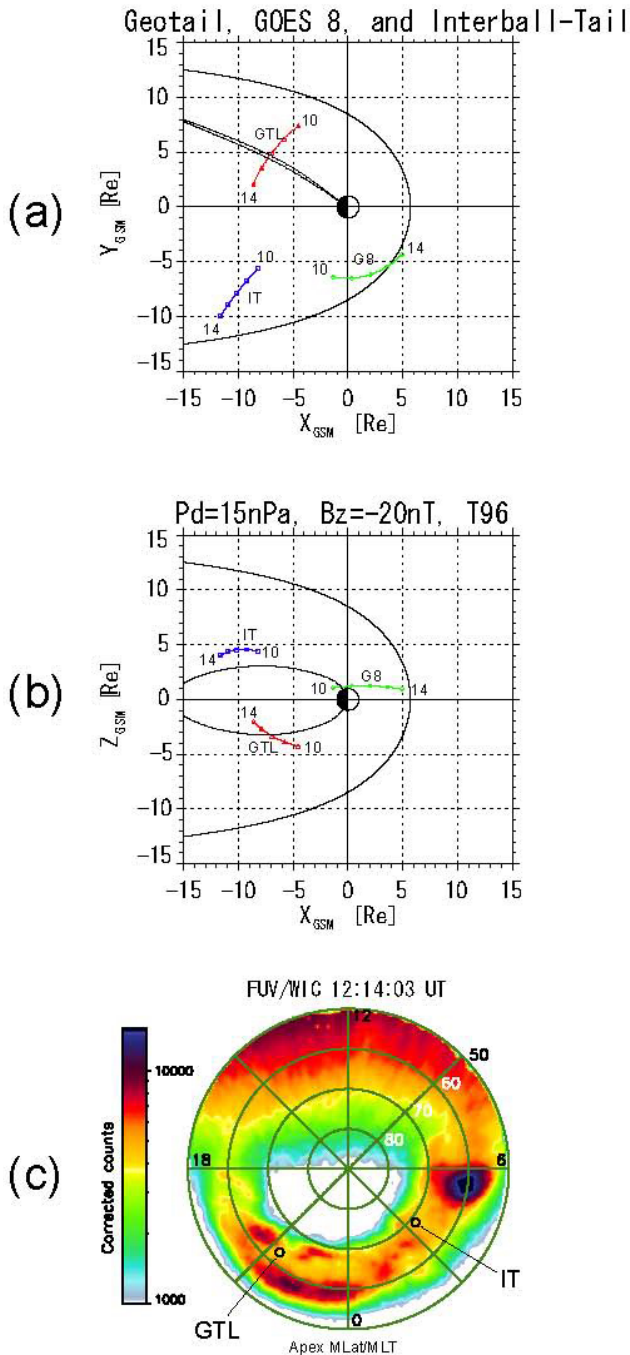 Geotail, GOES 8, and Interball-Tail
(a)
15
10
5
0
-5
-10
-15
Y_GSM [Re]
GTL
10
14
10
IT
14
10
G8
14
-15 -10 -5 0 5 10 15
X_GSM [Re]
Pd=15nPa, Bz=-20nT, T96
(b)
15
10
5
0
-5
-10
-15
Z_GSM [Re]
IT
14
10
14
GTL
10
10
G8
14
-15 -10 -5 0 5 10 15
X_GSM [Re]
FUV/WIC 12:14:03 UT
(c)
10000
1000
Corrected counts
12
50
60
70
80
18
6
0
IT
GTL
Apex MLat/MLT